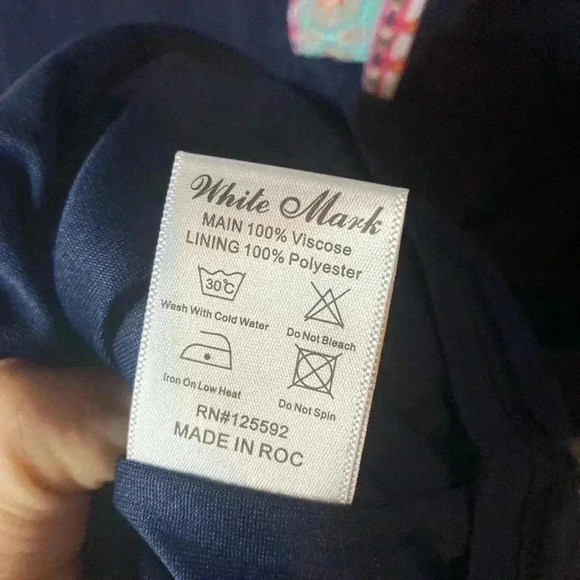 White Mark
MAIN 100% Viscose
LINING 100% Polyester
30°C
Wash With Cold Water
Do Not Bleach
Iron On Low Heat
Do Not Spin
RN#125592
MADE IN ROC